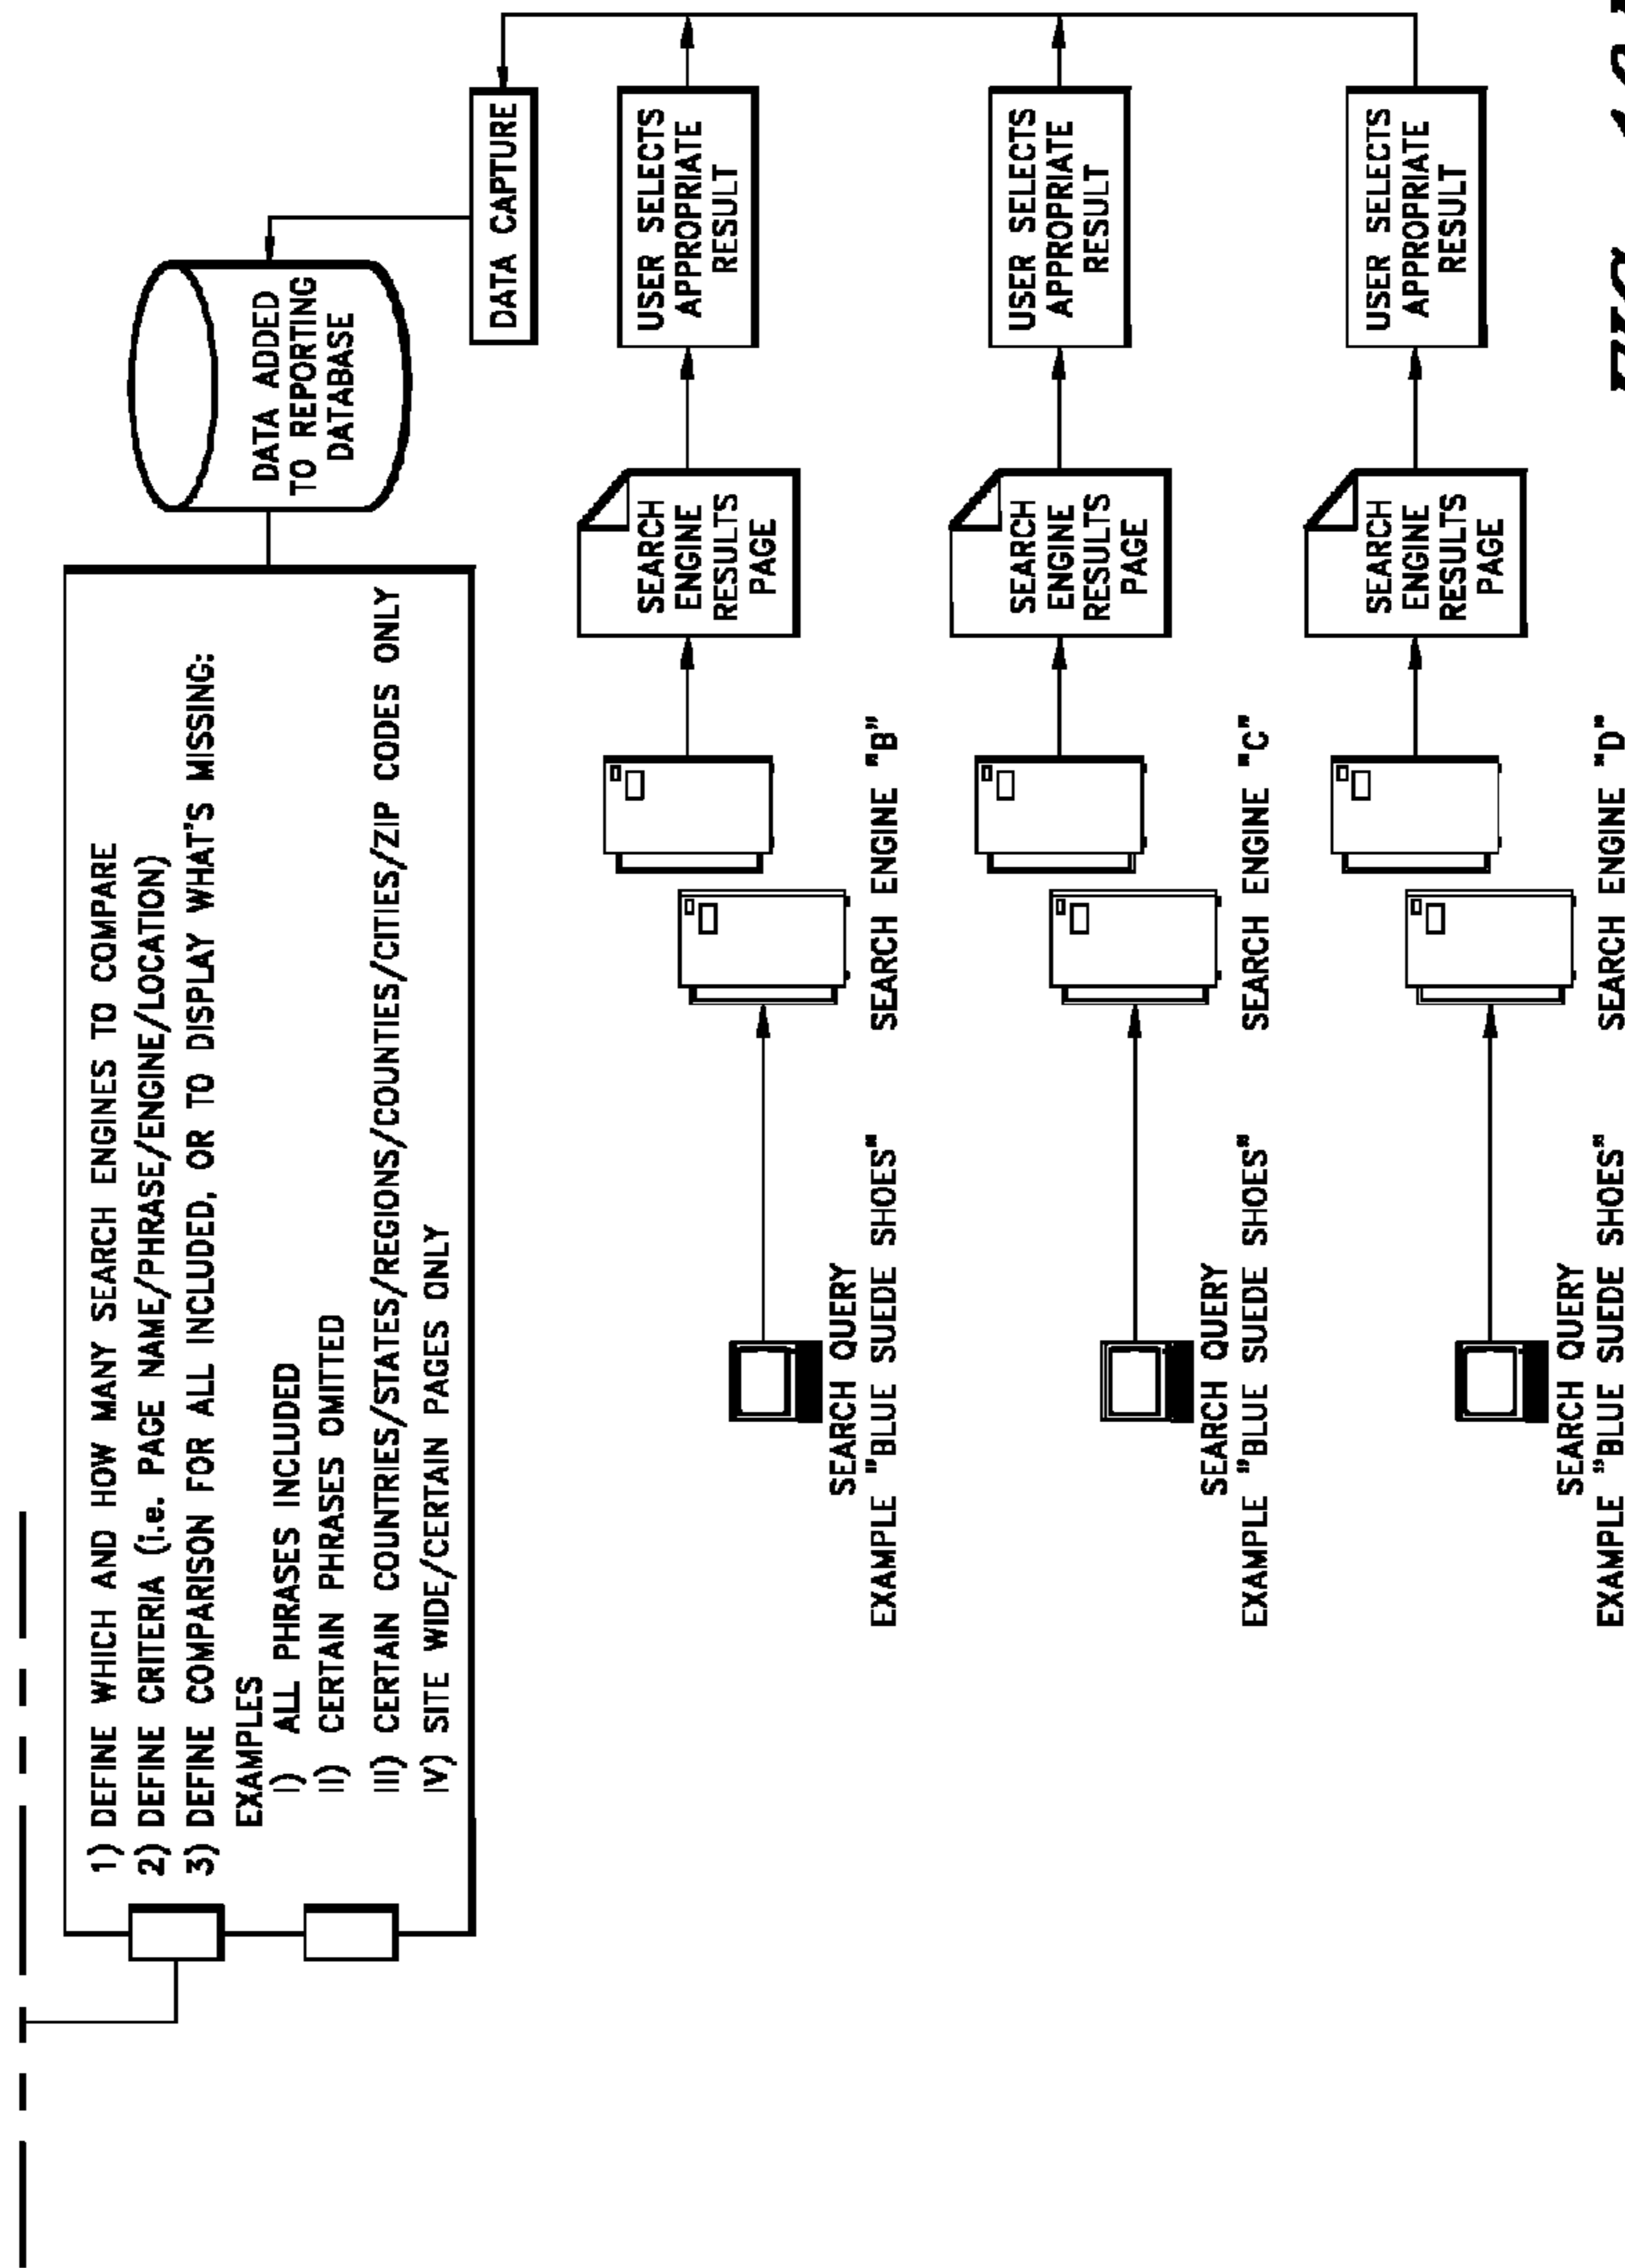 1) DEFINE WHICH AND HOW MANY SEARCH ENGINES TO COMPARE
2) DEFINE CRITERIA (i.e. PAGE NAME/PHRASE/ENGINE/LOCATION)
3) DEFINE COMPARISON FOR ALL INCLUDED, OR TO DISPLAY WHAT'S MISSING:
EXAMPLES
I) ALL PHRASES INCLUDED
II) CERTAIN PHRASES OMITTED
III) CERTAIN COUNTRIES/STATES/REGIONS/COUNTIES/CITIES/ZIP CODES ONLY
IV) SITE WIDE/CERTAIN PAGES ONLY
DATA ADDED
TO REPORTING
DATABASE
DATA CAPTURE
SEARCH QUERY
EXAMPLE "BLUE SUEDE SHOES"
SEARCH ENGINE "B"
SEARCH
ENGINE
RESULTS
PAGE
USER SELECTS
APPROPRIATE
RESULT
SEARCH QUERY
EXAMPLE "BLUE SUEDE SHOES"
SEARCH ENGINE "C"
SEARCH
ENGINE
RESULTS
PAGE
USER SELECTS
APPROPRIATE
RESULT
SEARCH QUERY
EXAMPLE "BLUE SUEDE SHOES"
SEARCH ENGINE "D"
SEARCH
ENGINE
RESULTS
PAGE
USER SELECTS
APPROPRIATE
RESULT